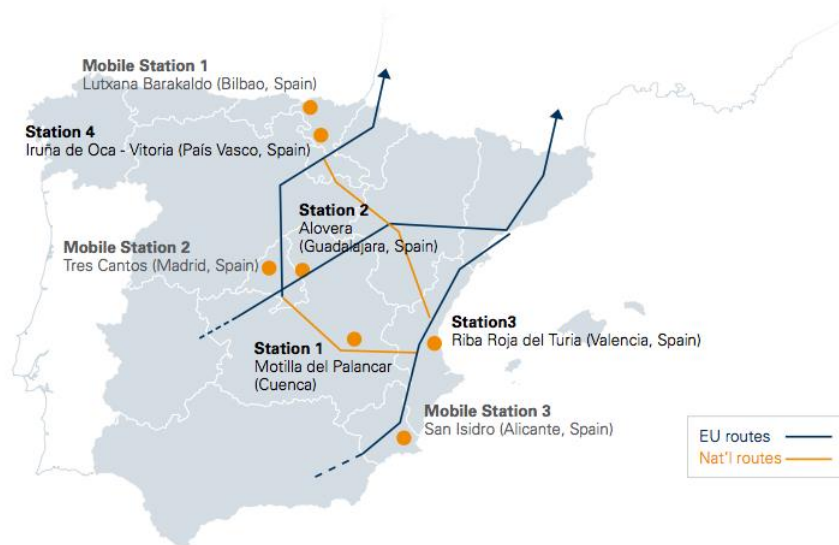 Mobile Station 1
Lutxana Barakaldo (Bilbao, Spain)
Station 4
Iruña de Oca - Vitoria (País Vasco, Spain)
Station 2
Alovera
(Guadalajara, Spain)
Mobile Station 2
Tres Cantos (Madrid, Spain)
Station3
Riba Roja del Turia (Valencia, Spain)
Station 1
Motilla del Palancar
(Cuenca)
Mobile Station 3
San Isidro (Alicante, Spain)
EU routes
Nat'l routes